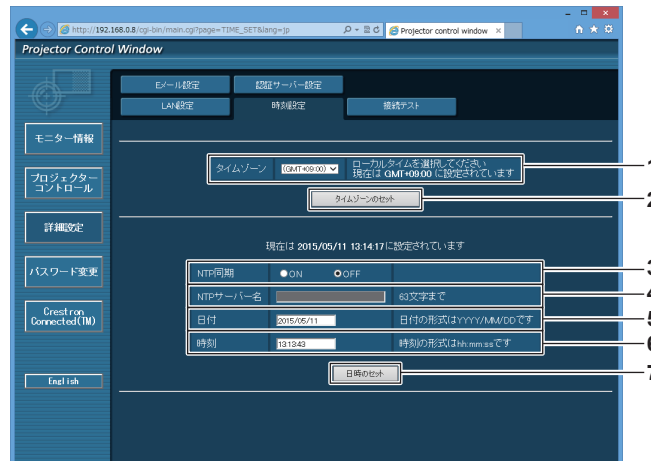 http://192.168.0.8/cgi-bin/main.cgi?page=TIME_SET&lang=jp
Projector control window
Projector Control Window
Eメール設定 認証サーバー設定
LAN設定 時刻設定 接続テスト
モニター情報
プロジェクター
コントロール
詳細設定
パスワード変更
Crestron
Connected(TM)
English
タイムゾーン (GMT+09:00) ローカルタイムを選択してください
現在は GMT+09:00 に設定されています
1
タイムゾーンのセット
2
現在は 2015/05/11 13:14:17に設定されています
NTP同期 ON OFF
3
NTPサーバー名 63文字まで
4
日付 2015/05/11 日付の形式はYYYY/MM/DDです
5
時刻 13:13:43 時刻の形式はhh:mm:ssです
6
日時のセット
7